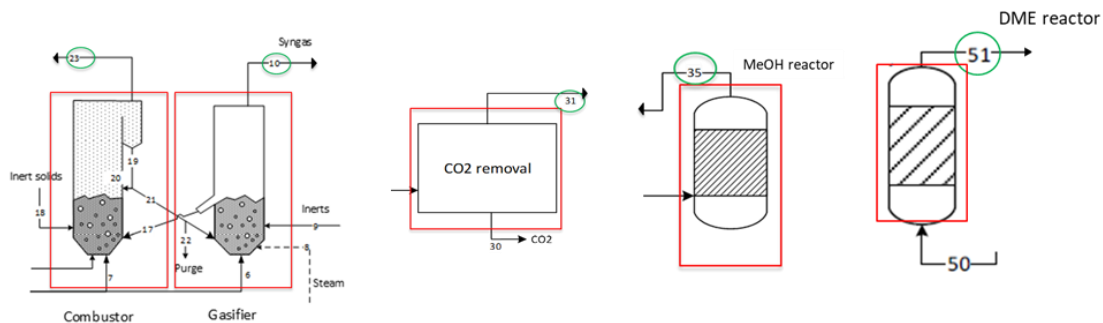 DME reactor
Syngas
MeOH reactor
23
10
35
51
31
19
CO2 removal
Inert solids
20
21
Inerts
18
17
9
22
8
30
CO2
50
Purge
7
6
Steam
Combustor
Gasifier